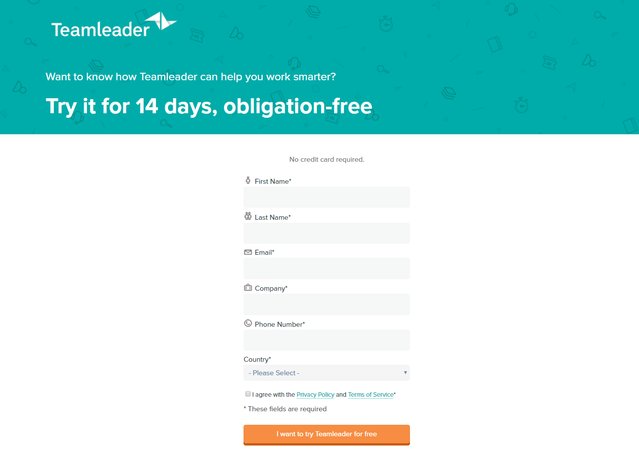 Teamleader
Want to know how Teamleader can help you work smarter?
Try it for 14 days, obligation-free
No credit card required.
First Name*
Last Name*
Email*
Company*
Phone Number*
Country*
- Please Select -
I agree with the Privacy Policy and Terms of Service*
* These fields are required
I want to try Teamleader for free